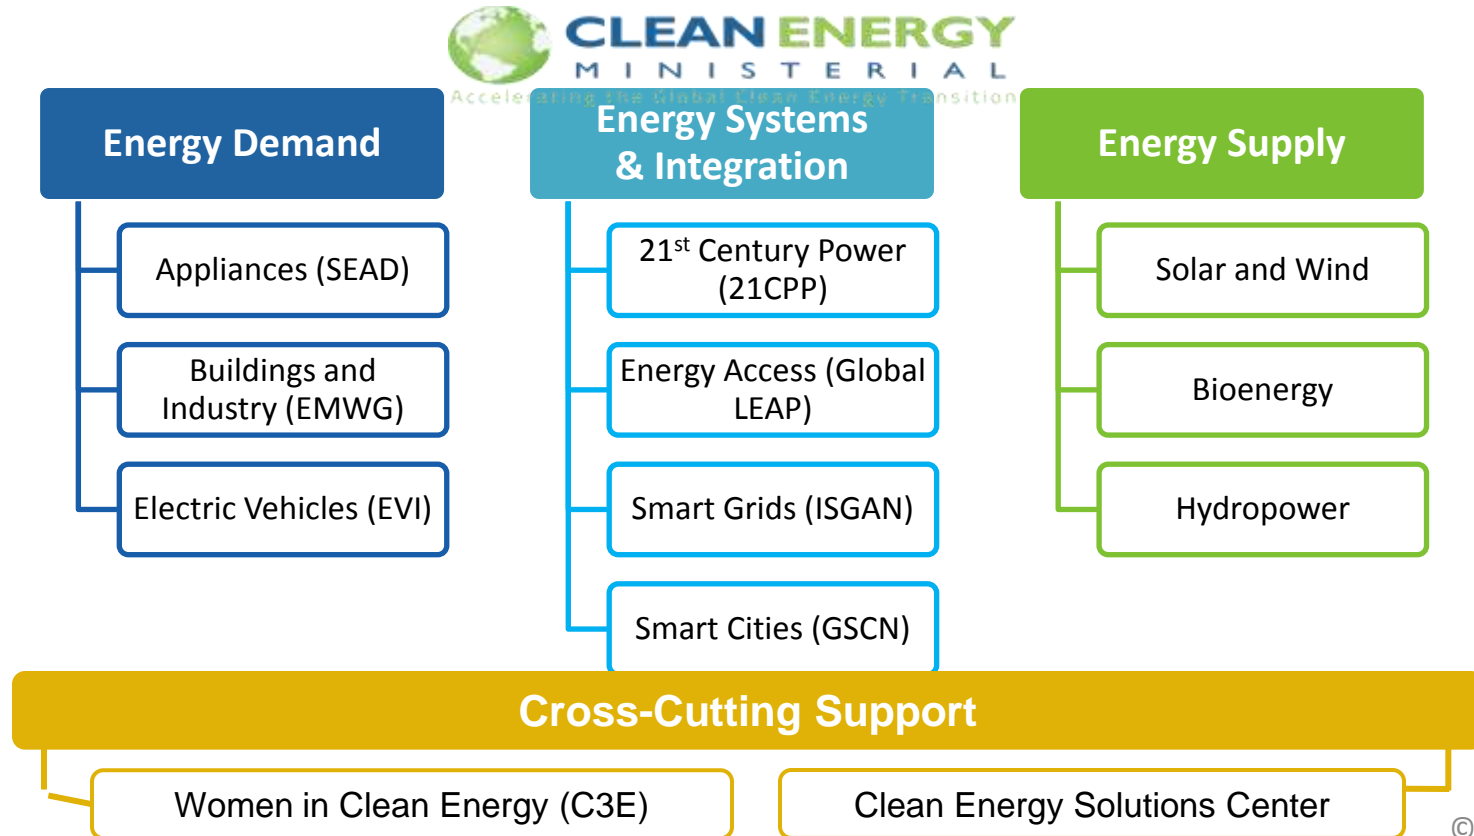 CLEAN ENERGY
MINISTERIAL
Accelerating the Global Clean Energy Transition
Energy Demand
Appliances (SEAD)
Buildings and
Industry (EMWG)
Electric Vehicles (EVI)
Energy Systems
& Integration
21st Century Power
(21CPP)
Energy Access (Global
LEAP)
Smart Grids (ISGAN)
Smart Cities (GSCN)
Energy Supply
Solar and Wind
Bioenergy
Hydropower
Cross-Cutting Support
Women in Clean Energy (C3E)
Clean Energy Solutions Center
©